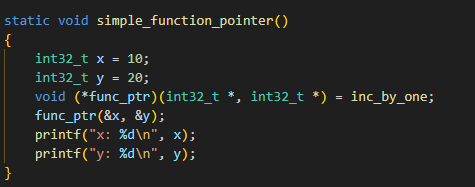 static void simple_function_pointer()
{
    int32_t x = 10;
    int32_t y = 20;
    void (*func_ptr)(int32_t *, int32_t *) = inc_by_one;
    func_ptr(&x, &y);
    printf("x: %d\n", x);
    printf("y: %d\n", y);
}